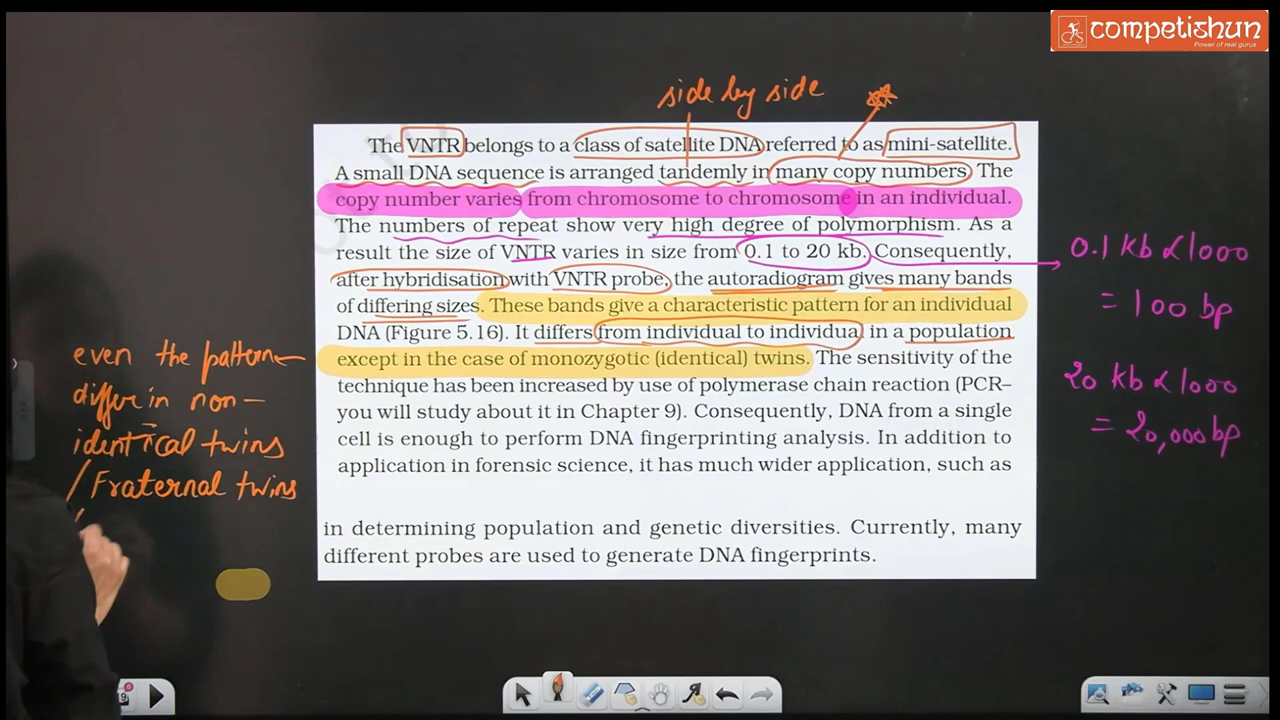 competishun
Power of real gurus
side by side
The VNTR belongs to a class of satellite DNA referred to as mini-satellite.
A small DNA sequence is arranged tandemly in many copy numbers. The
copy number varies from chromosome to chromosome in an individual.
The numbers of repeat show very high degree of polymorphism. As a
result the size of VNTR varies in size from 0.1 to 20 kb. Consequently,
after hybridisation with VNTR probe, the autoradiogram gives many bands
of differing sizes. These bands give a characteristic pattern for an individual
DNA (Figure 5.16). It differs from individual to individual in a population
except in the case of monozygotic (identical) twins. The sensitivity of the
technique has been increased by use of polymerase chain reaction (PCR–
you will study about it in Chapter 9). Consequently, DNA from a single
cell is enough to perform DNA fingerprinting analysis. In addition to
application in forensic science, it has much wider application, such as
in determining population and genetic diversities. Currently, many
different probes are used to generate DNA fingerprints.
0.1 kb × 1000
= 100 bp
20 kb × 1000
= 20,000 bp
even the pattern
differ in non-
identical twins
/ Fraternal twins